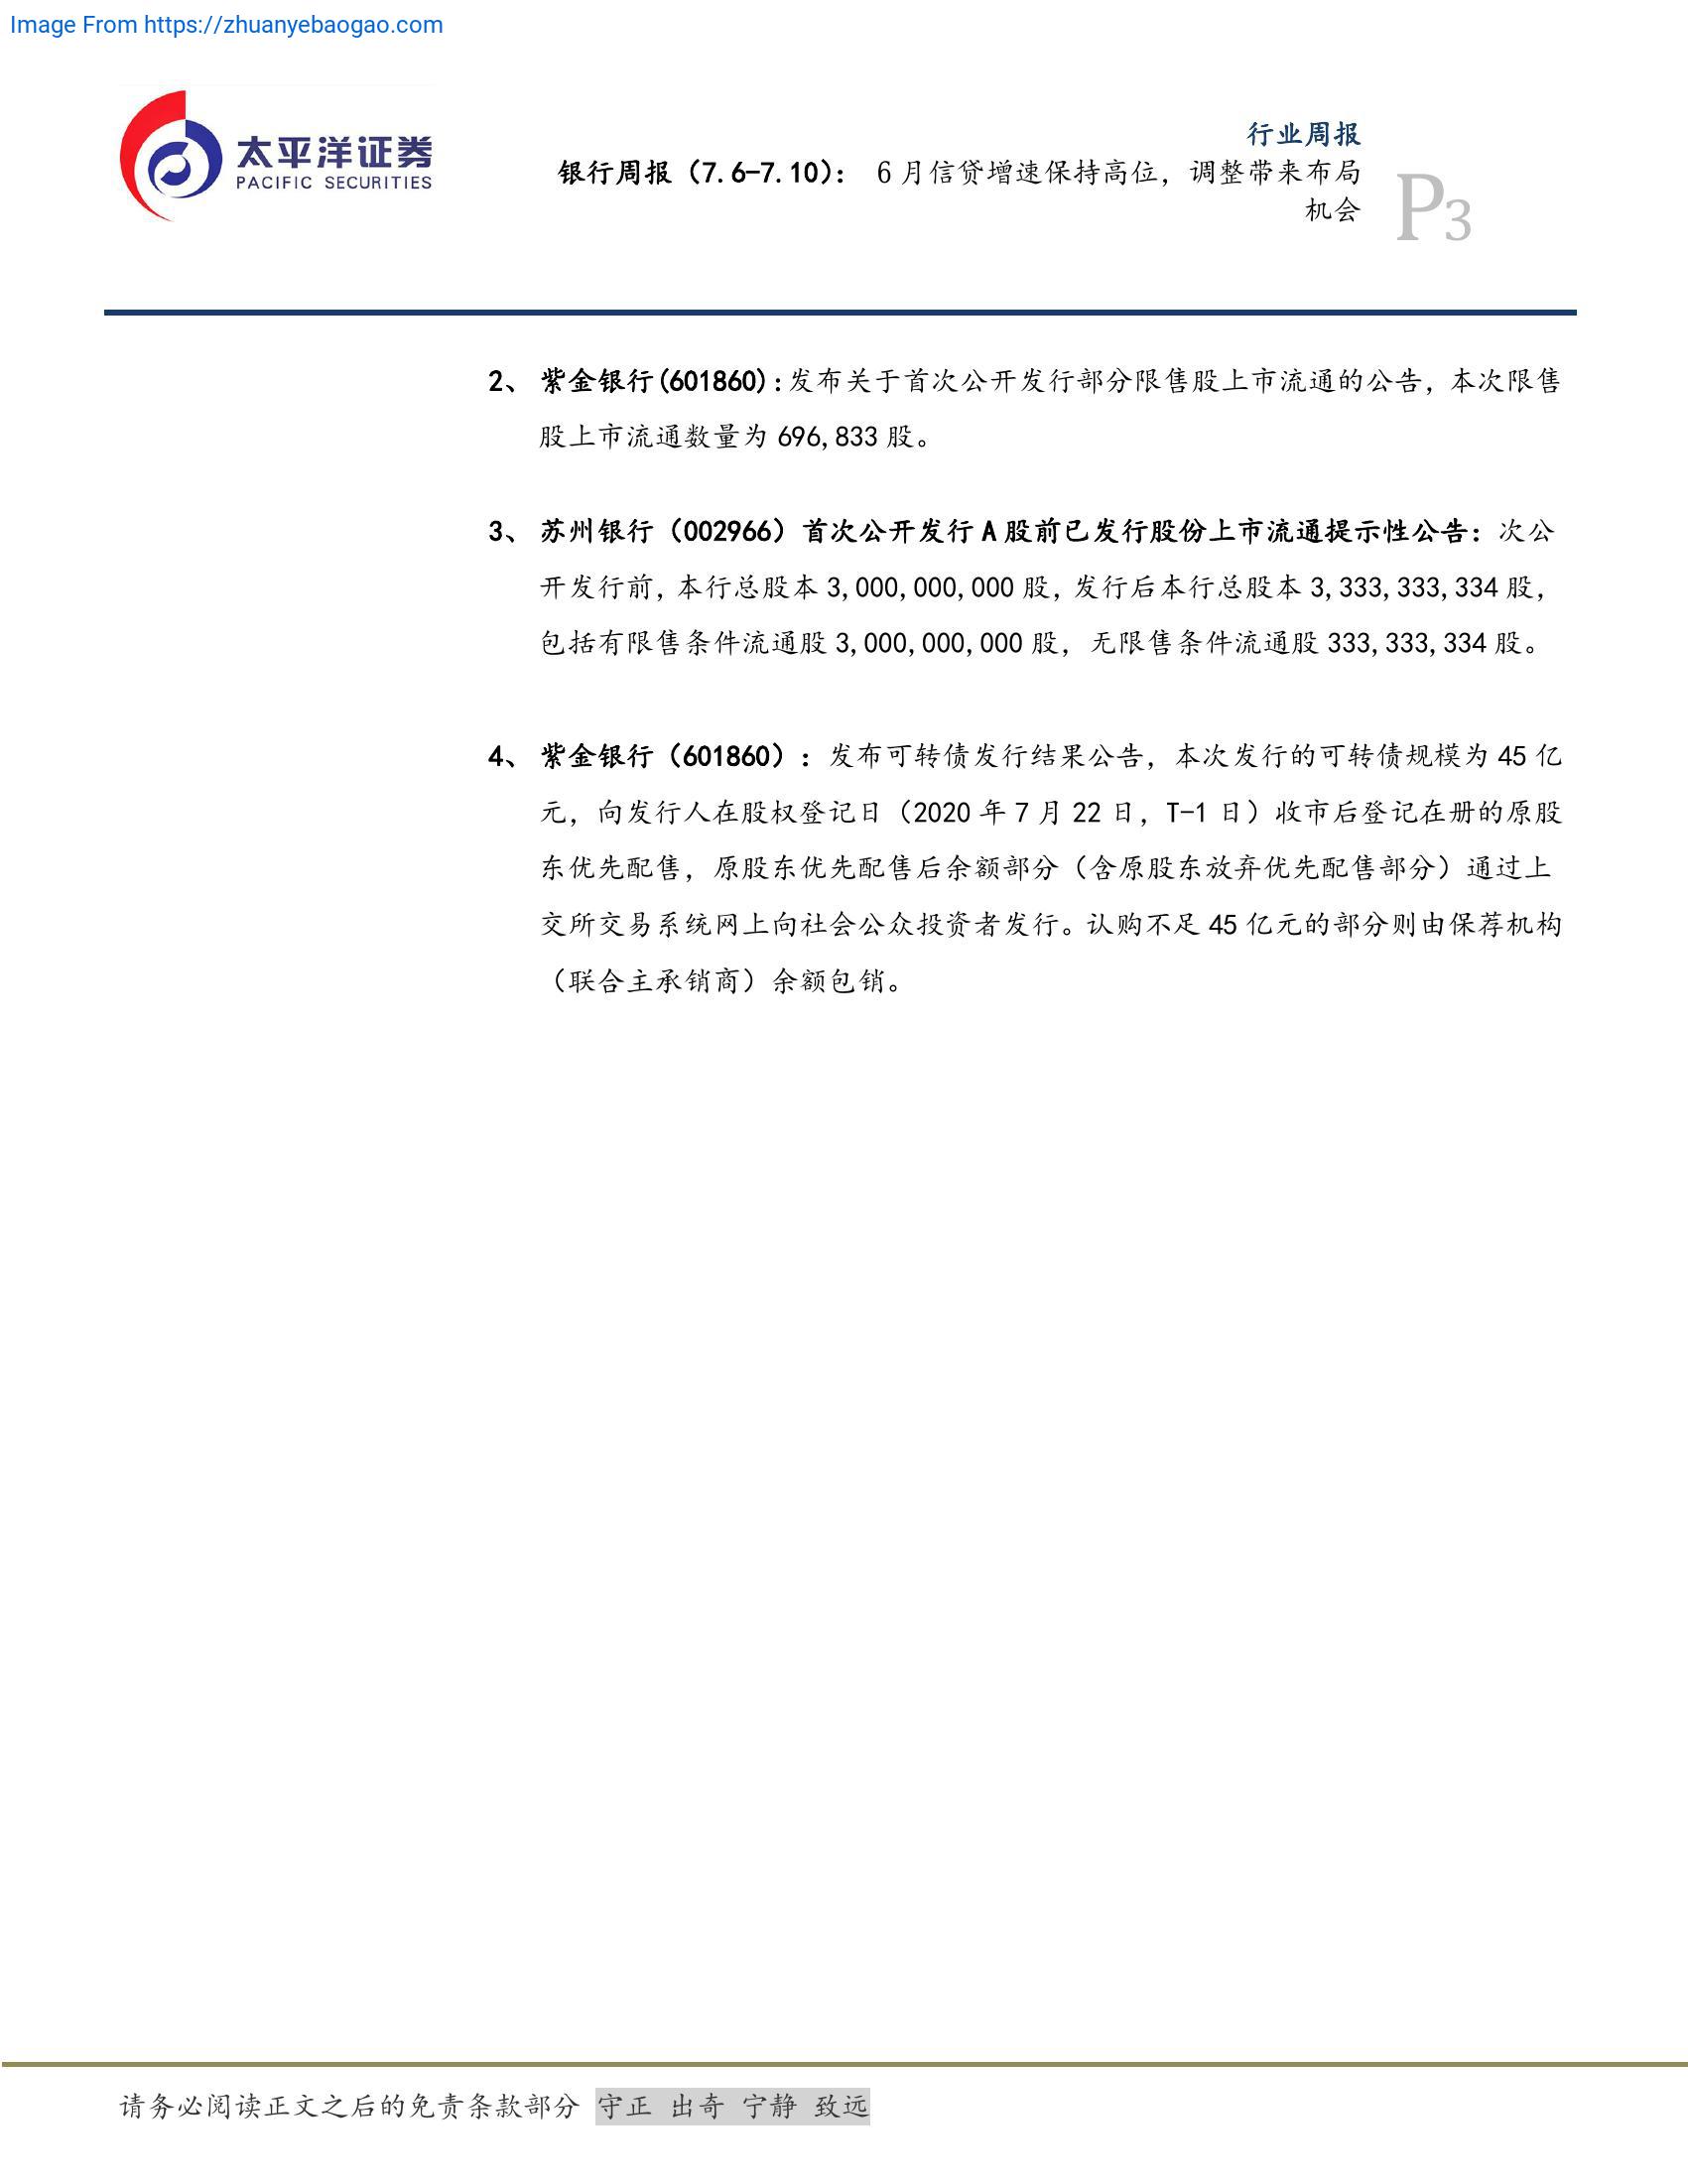 Image From https://zhuanyebaogao.com
太平洋证券
PACIFIC SECURITIES
行业周报
银行周报（7.6-7.10）： 6月信贷增速保持高位，调整带来布局
机会
P3
2、 紫金银行(601860):发布关于首次公开发行部分限售股上市流通的公告，本次限售
股上市流通数量为 696,833 股。
3、 苏州银行（002966）首次公开发行 A 股前已发行股份上市流通提示性公告：次公
开发行前，本行总股本 3,000,000,000 股，发行后本行总股本 3,333,333,334 股，
包括有限售条件流通股 3,000,000,000 股，无限售条件流通股 333,333,334 股。
4、 紫金银行（601860）：发布可转债发行结果公告，本次发行的可转债规模为 45 亿
元，向发行人在股权登记日（2020 年 7 月 22 日，T-1 日）收市后登记在册的原股
东优先配售，原股东优先配售后余额部分（含原股东放弃优先配售部分）通过上
交所交易系统网上向社会公众投资者发行。认购不足 45 亿元的部分则由保荐机构
（联合主承销商）余额包销。
请务必阅读正文之后的免责条款部分 守正 出奇 宁静 致远